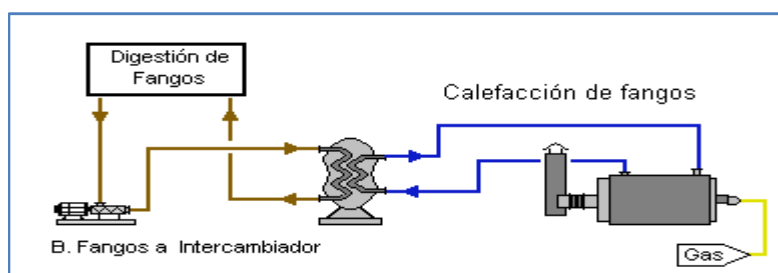 Digestión de
Fangos
Calefacción de fangos
B. Fangos a Intercambiador
Gas